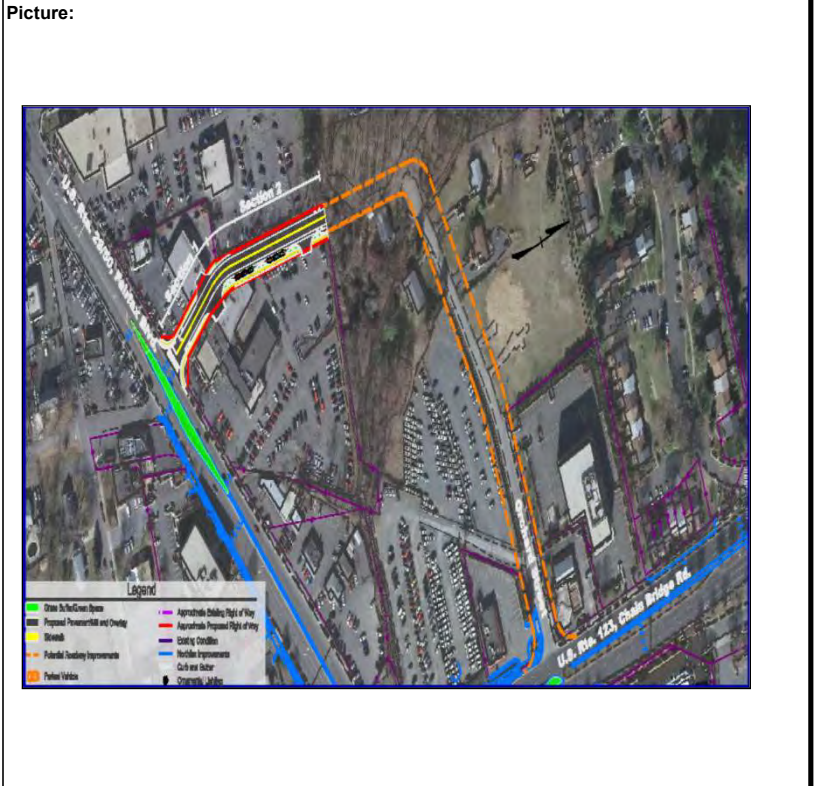 Picture:
Section 2
U.S. Rte. 29/50,
U.S. Rte. 123, Chain Bridge Rd.
Legend
Grass Buffer/Green Space
Proposed Pavement/Mill and Overlay
Sidewalk
Potential Roadway Improvements
Parked Vehicle
Approximate Existing Right of Way
Approximate Proposed Right of Way
Existing Condition
Northfax Improvements
Curb and Gutter
Ornamental Lighting